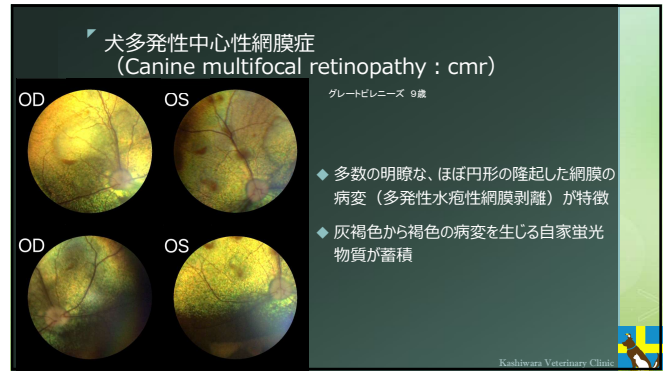 犬多発性中心性網膜症
（Canine multifocal retinopathy：cmr）
グレートピレニーズ 9歳
OD
OS
OD
OS
多数の明瞭な、ほぼ円形の隆起した網膜の
病変（多発性水疱性網膜剥離）が特徴
灰褐色から褐色の病変を生じる自家蛍光
物質が蓄積
Kashiwara Veterinary Clinic